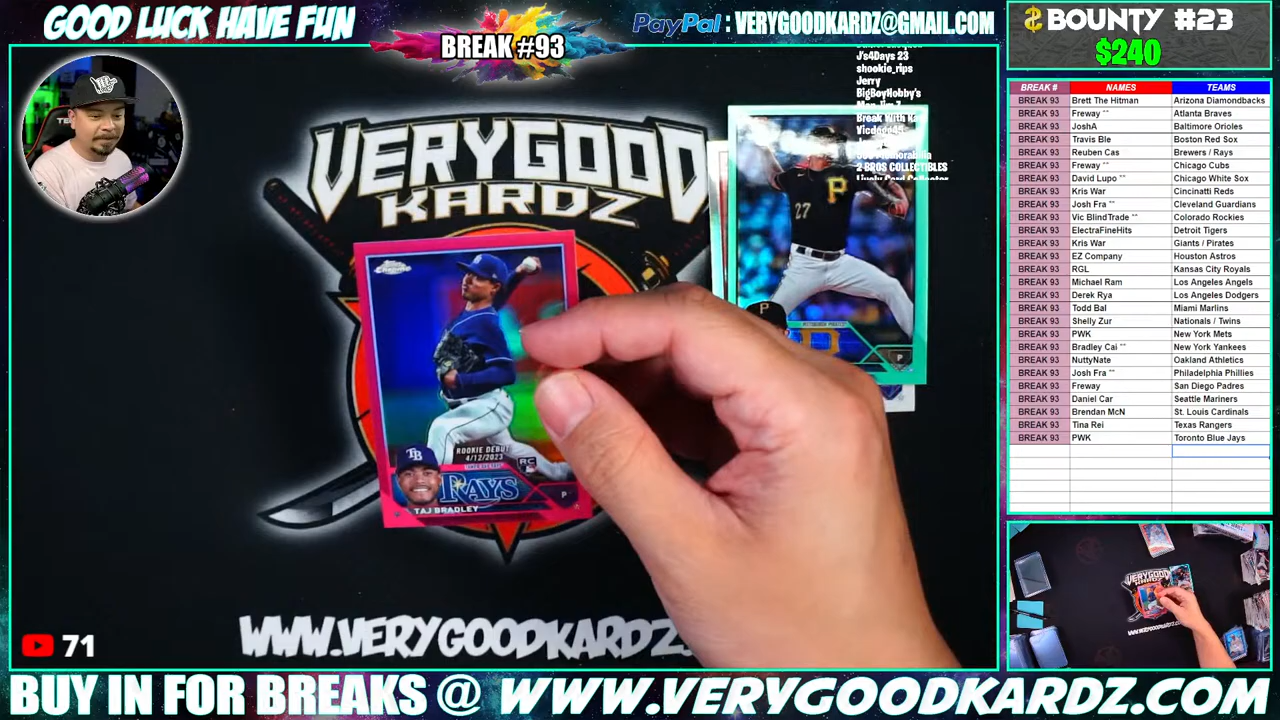 GOOD LUCK HAVE FUN
BREAK #93
PayPal : VERYGOODKARDZ@GMAIL.COM
$ BOUNTY #23
$240
J's4Days 23
shookie_rips
Jerry
BigBoyHobby's
2 BROS COLLECTIBLES
VERYGOOD
KARDZ
27
P
P
PITTSBURGH PIRATES
P
Topps Chrome
ROOKIE DEBUT
4/12/2023
RC
TB
RAYS
P
TAJ BRADLEY
WWW.VERYGOODKARDZ
71
BREAK # NAMES TEAMS
BREAK 93 Brett The Hitman Arizona Diamondbacks
BREAK 93 Freway ** Atlanta Braves
BREAK 93 JoshA Baltimore Orioles
BREAK 93 Travis Ble Boston Red Sox
BREAK 93 Reuben Cas Brewers / Rays
BREAK 93 Freway ** Chicago Cubs
BREAK 93 David Lupo ** Chicago White Sox
BREAK 93 Kris War Cincinatti Reds
BREAK 93 Josh Fra ** Cleveland Guardians
BREAK 93 Vic BlindTrade ** Colorado Rockies
BREAK 93 ElectraFineHits Detroit Tigers
BREAK 93 Kris War Giants / Pirates
BREAK 93 EZ Company Houston Astros
BREAK 93 RGL Kansas City Royals
BREAK 93 Michael Ram Los Angeles Angels
BREAK 93 Derek Rya Los Angeles Dodgers
BREAK 93 Todd Bal Miami Marlins
BREAK 93 Shelly Zur Nationals / Twins
BREAK 93 PWK New York Mets
BREAK 93 Bradley Cai ** New York Yankees
BREAK 93 NuttyNate Oakland Athletics
BREAK 93 Josh Fra ** Philadelphia Phillies
BREAK 93 Freway San Diego Padres
BREAK 93 Daniel Car Seattle Mariners
BREAK 93 Brendan McN St. Louis Cardinals
BREAK 93 Tina Rei Texas Rangers
BREAK 93 PWK Toronto Blue Jays
VERYGOOD
BUY IN FOR BREAKS @ WWW.VERYGOODKARDZ.COM